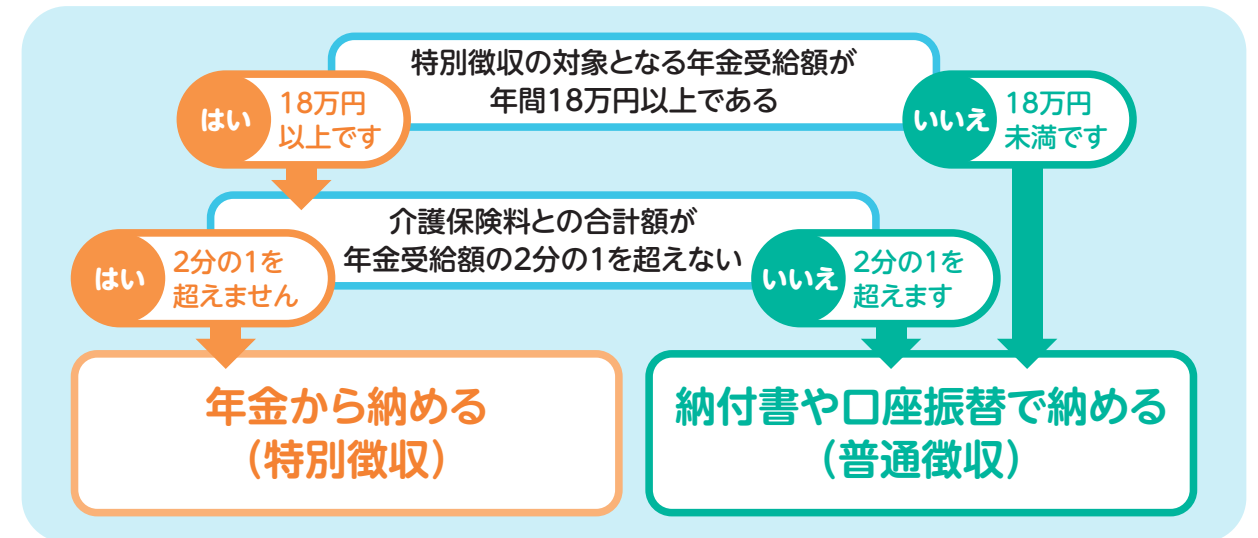 特別徴収の対象となる年金受給額が
年間18万円以上である
はい
18万円
以上です
いいえ
18万円
未満です
介護保険料との合計額が
年金受給額の2分の1を超えない
はい
2分の1を
超えません
いいえ
2分の1を
超えます
年金から納める
（特別徴収）
納付書や口座振替で納める
（普通徴収）